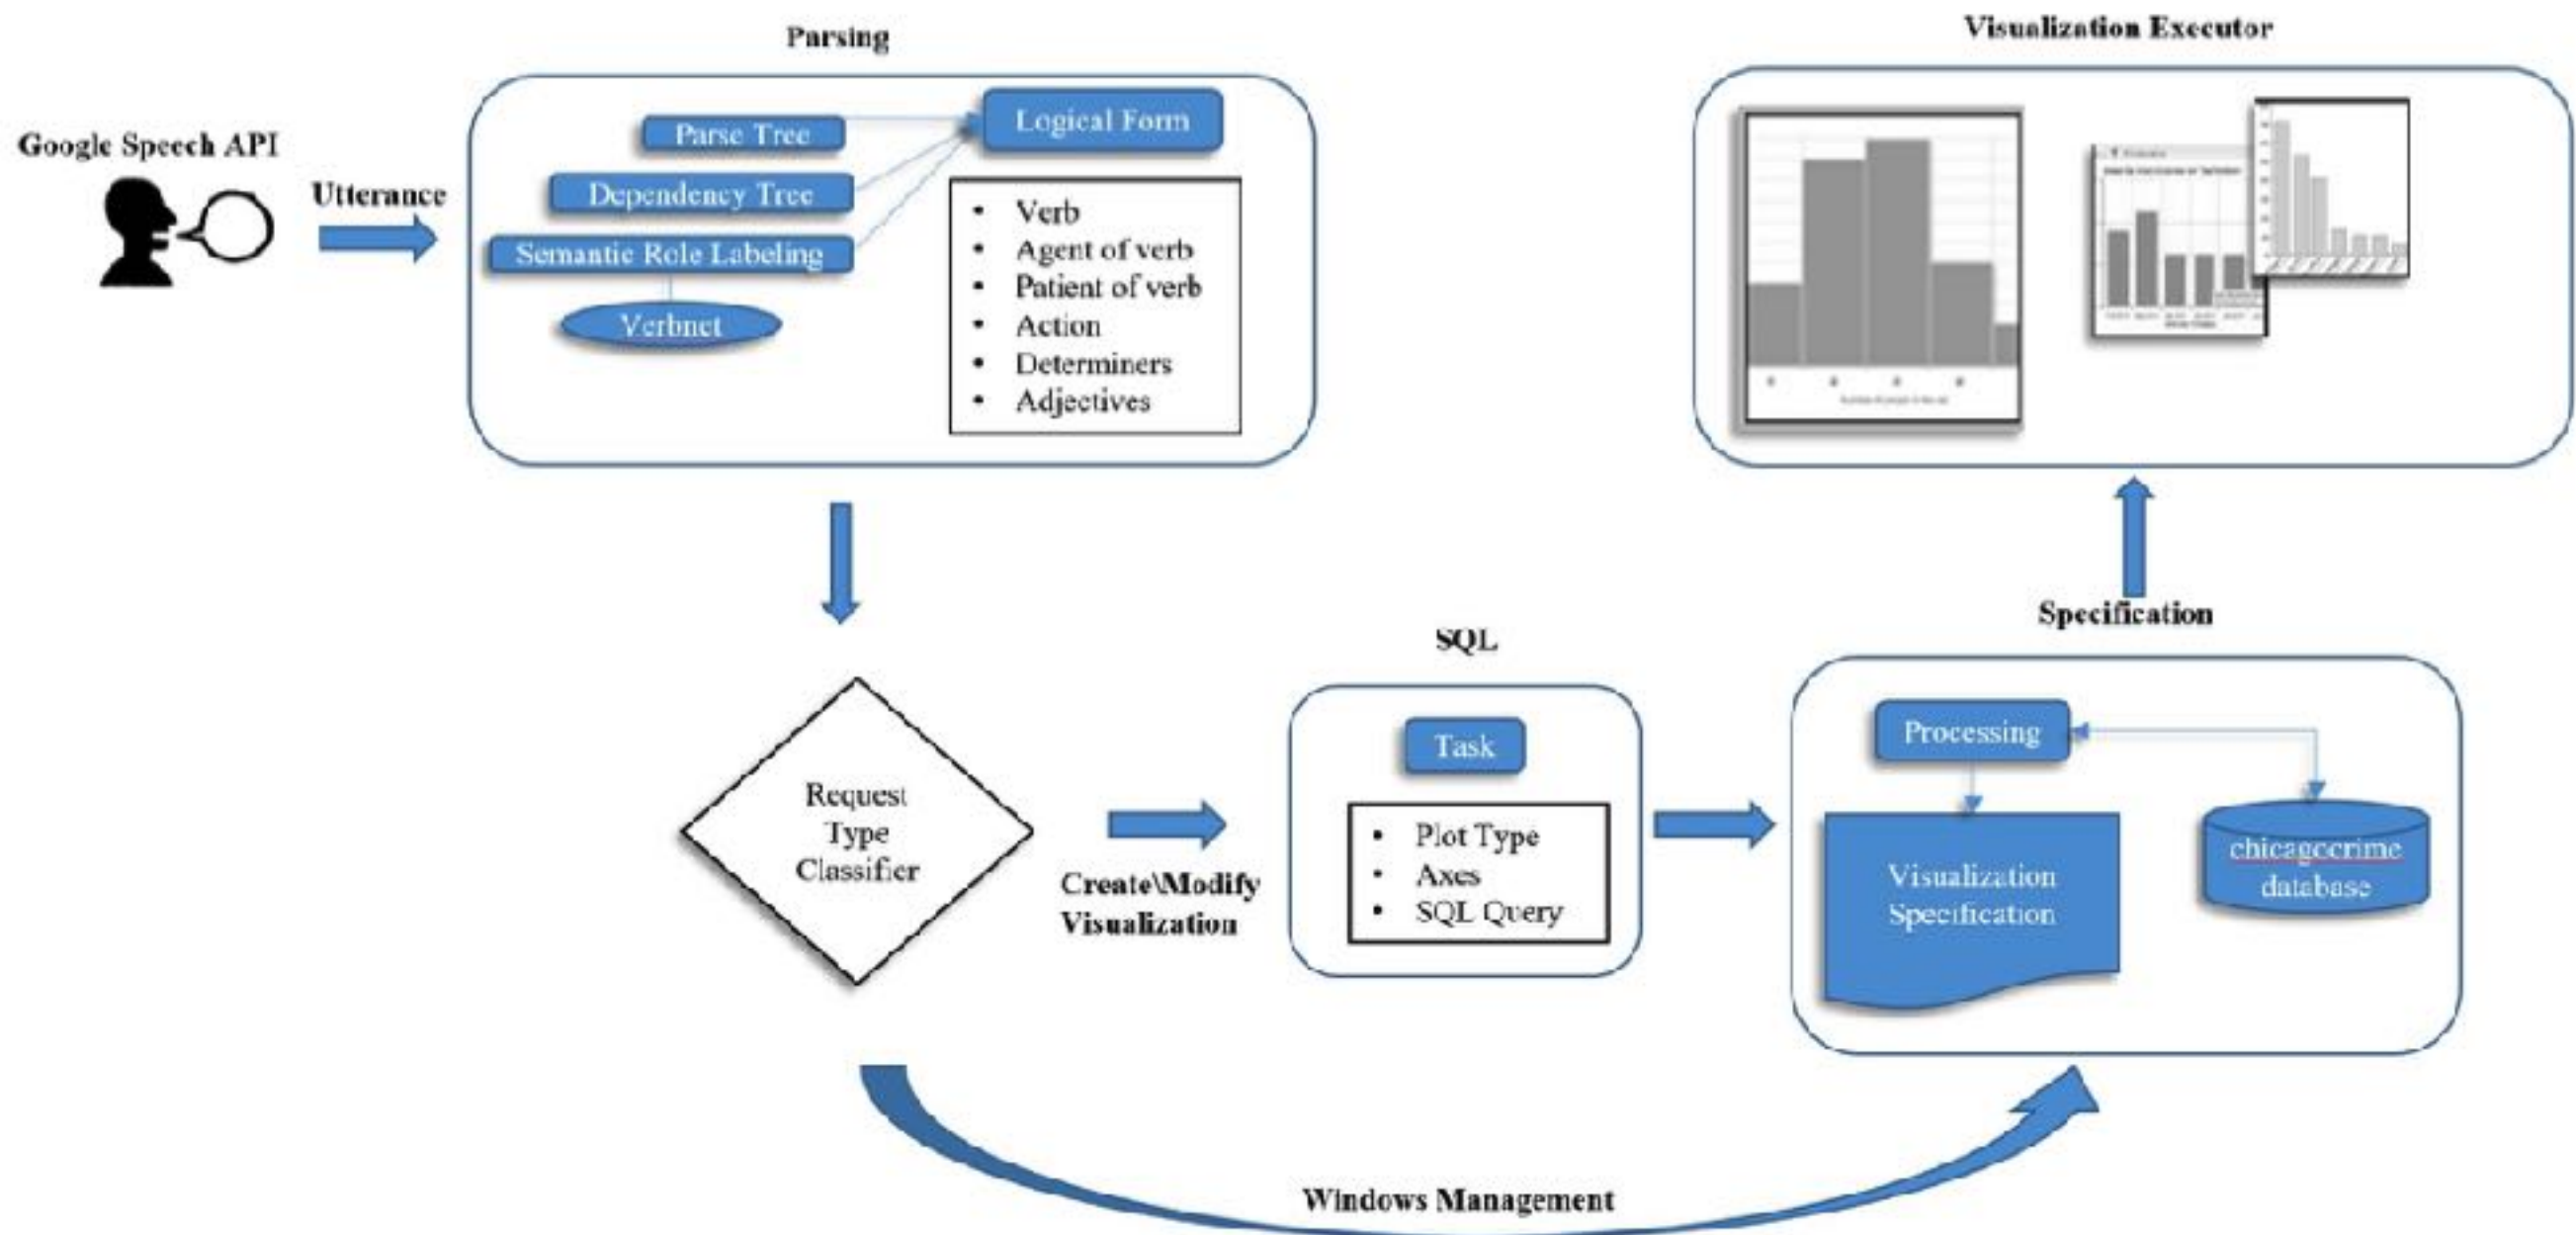 Parsing
Visualization Executor
Google Speech API
Utterance
Parse Tree
Dependency Tree
Semantic Role Labeling
Verbnet
Logical Form
• Verb
• Agent of verb
• Patient of verb
• Action
• Determiners
• Adjectives
Request
Type
Classifier
Create\Modify
Visualization
SQL
Task
• Plot Type
• Axes
• SQL Query
Specification
Processing
Visualization
Specification
chicagocrime
database
Windows Management